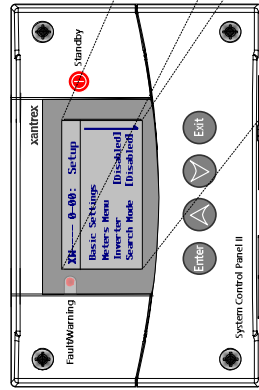 xantrex
Fault/Warning
Standby
XW---- 0-00: Setup
Basic Settings
Meters Menu
Inverter [Disabled]
Search Mode [Disabled]
Enter
Exit
System Control Panel II